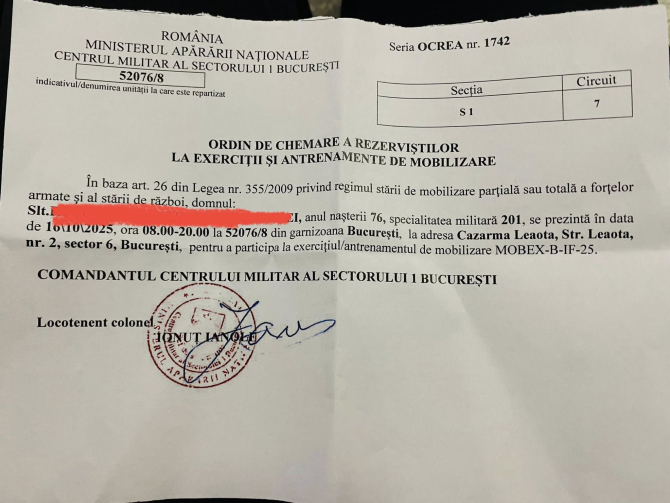 ROMÂNIA
MINISTERUL APĂRĂRII NAȚIONALE
CENTRUL MILITAR AL SECTORULUI 1 BUCUREȘTI
52076/8
indicativul/denumirea unității la care este repartizat
Seria OCREA nr. 1742
Secția Circuit
S 1 7
ORDIN DE CHEMARE A REZERVIȘTILOR
LA EXERCIȚII ȘI ANTRENAMENTE DE MOBILIZARE
În baza art. 26 din Legea nr. 355/2009 privind regimul stării de mobilizare parțială sau totală a forțelor
armate și al stării de război, domnul:
Slt. EI, anul nașterii 76, specialitatea militară 201, se prezintă în data
de 10\10\2025, ora 08.00-20.00 la 52076/8 din garnizoana București, la adresa Cazarma Leaota, Str. Leaota,
nr. 2, sector 6, București, pentru a participa la exercițiul/antrenamentul de mobilizare MOBEX-B-IF-25.
COMANDANTUL CENTRULUI MILITAR AL SECTORULUI 1 BUCUREȘTI
Locotenent colonel
IONUȚ IANOLE